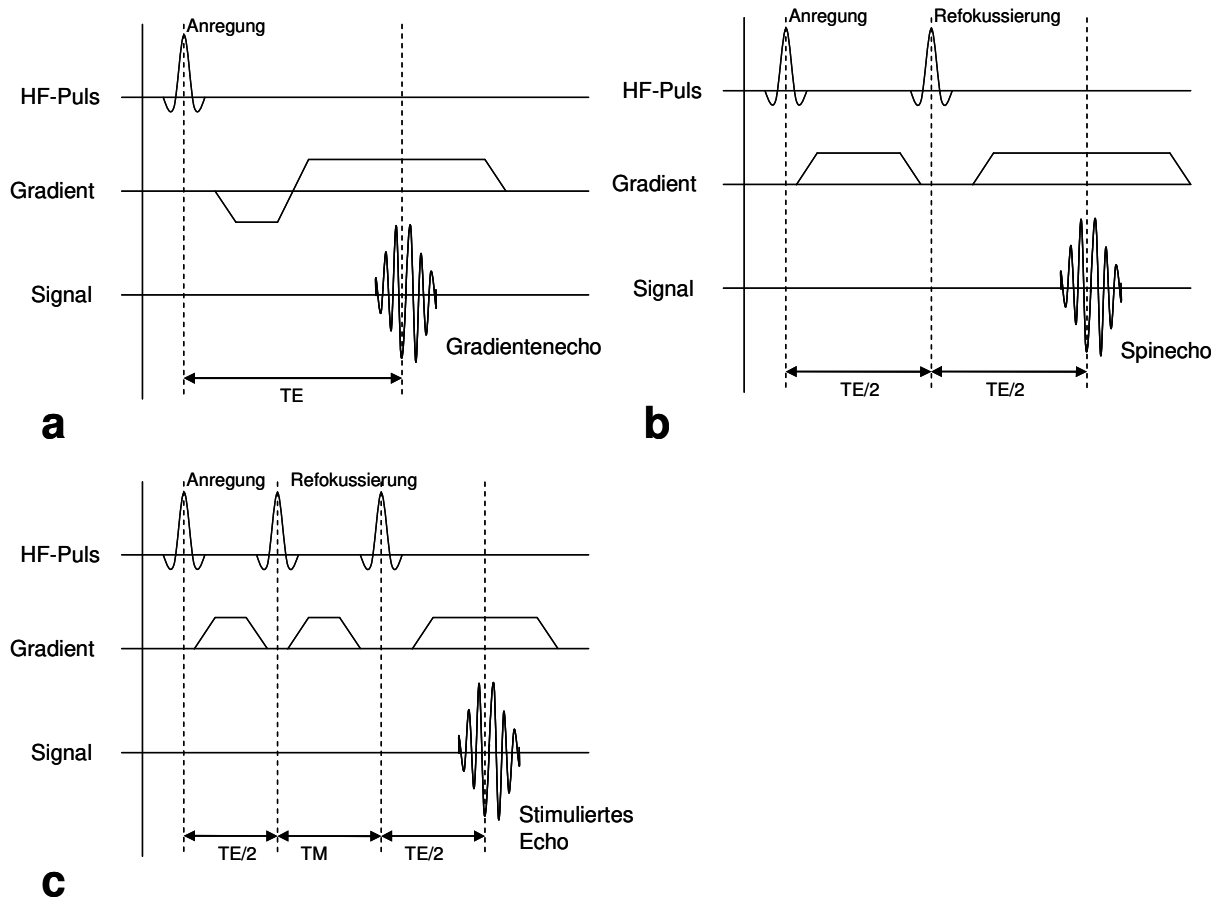 Anregung
HF-Puls
Gradient
Signal
Gradientenecho
TE
a
Anregung Refokussierung
HF-Puls
Gradient
Signal
Spinecho
TE/2 TE/2
b
Anregung Refokussierung
HF-Puls
Gradient
Signal
Stimuliertes
Echo
TE/2 TM TE/2
c